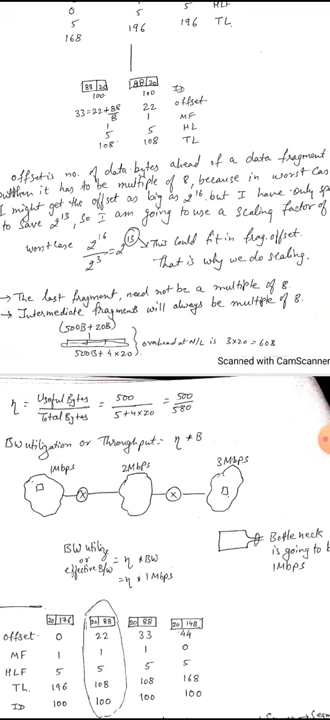 0 5 5 HLF
5 196 196 TL
168
88 20 88 20 ID
100 100
33=22+88/8 22 offset
1 1 MF
5 5 HL
108 108 TL
offset is no. of data bytes ahead of a data fragment
it has to be multiple of 8, because in worst cas
I might get the offset as big as 2^16 but I have only spa
to save 2^13, so I am going to use a scaling factor of
worst case 2^16/2^3 = 2^13 This could fit in frag. offset.
That is why we do scaling.
→ The last fragment, need not be a multiple of 8.
→ Intermediate fragments will always be multiple of 8.
(500B+20B)
500B+4×20 } overhead at N/L is 3×20=60B
Scanned with CamScanner
η = Useful Bytes/Total Bytes = 500/5+4×20 = 500/580
BW utilization or Throughput:- η * B
1Mbps 2Mbps 3Mbps
Bottleneck
is going to b
1Mbps
BW utiliz
or
effective B/W = η * BW
= η * 1Mbps
20 176 20 88 20 88 20 148
offset 0 22 33 44
MF 1 1 1 0
HLF 5 5 5 5
TL. 196 108 108 168
ID 100 100 100 100